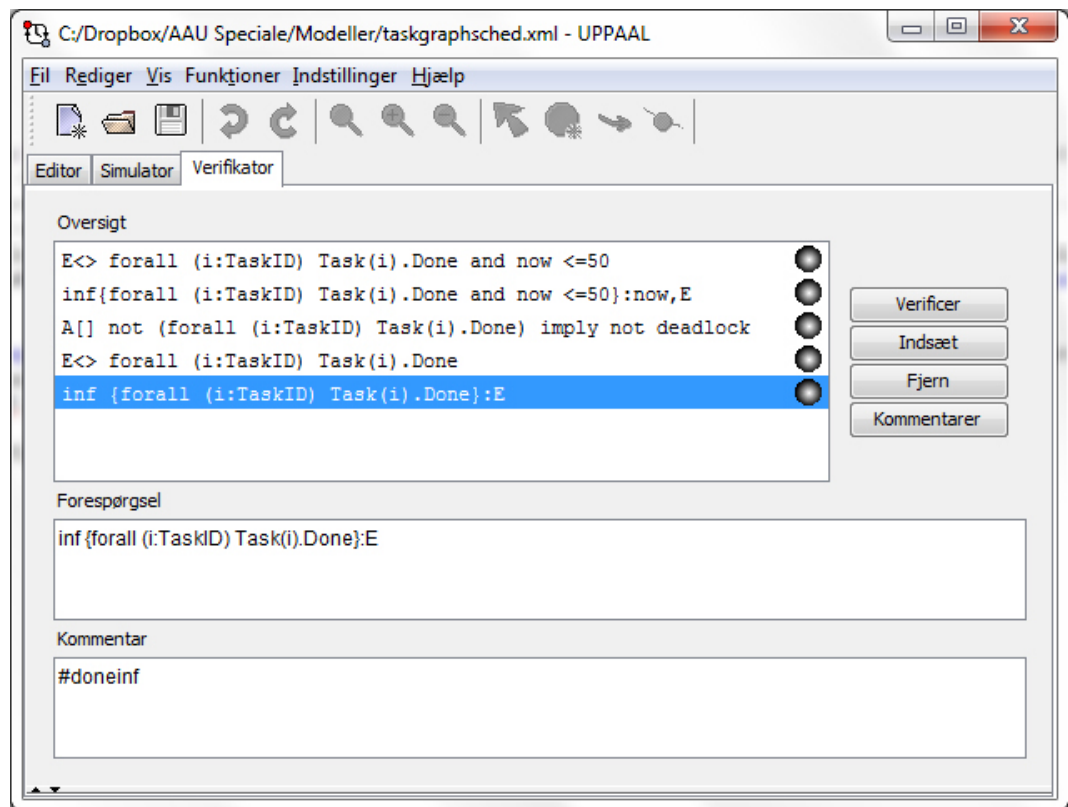 C:/Dropbox/AAU Speciale/Modeller/taskgraphsched.xml - UPPAAL
Fil Rediger Vis Funktioner Indstillinger Hjælp
Editor Simulator Verifikator
Oversigt
E<> forall (i:TaskID) Task(i).Done and now <=50
inf{forall (i:TaskID) Task(i).Done and now <=50}:now,E
A[] not (forall (i:TaskID) Task(i).Done) imply not deadlock
E<> forall (i:TaskID) Task(i).Done
inf {forall (i:TaskID) Task(i).Done}:E
Verificer
Indsæt
Fjern
Kommentarer
Forespørgsel
inf {forall (i:TaskID) Task(i).Done}:E
Kommentar
#doneinf